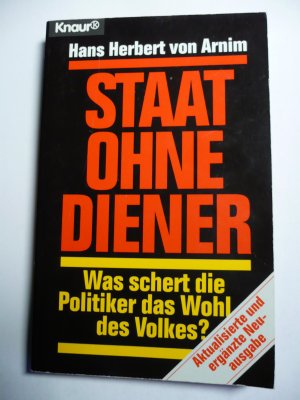 Knaur®
Hans Herbert von Arnim
STAAT
OHNE
DIENER
Was schert die
Politiker das Wohl
des Volkes?
Aktualisierte und
ergänzte Neu-
ausgabe